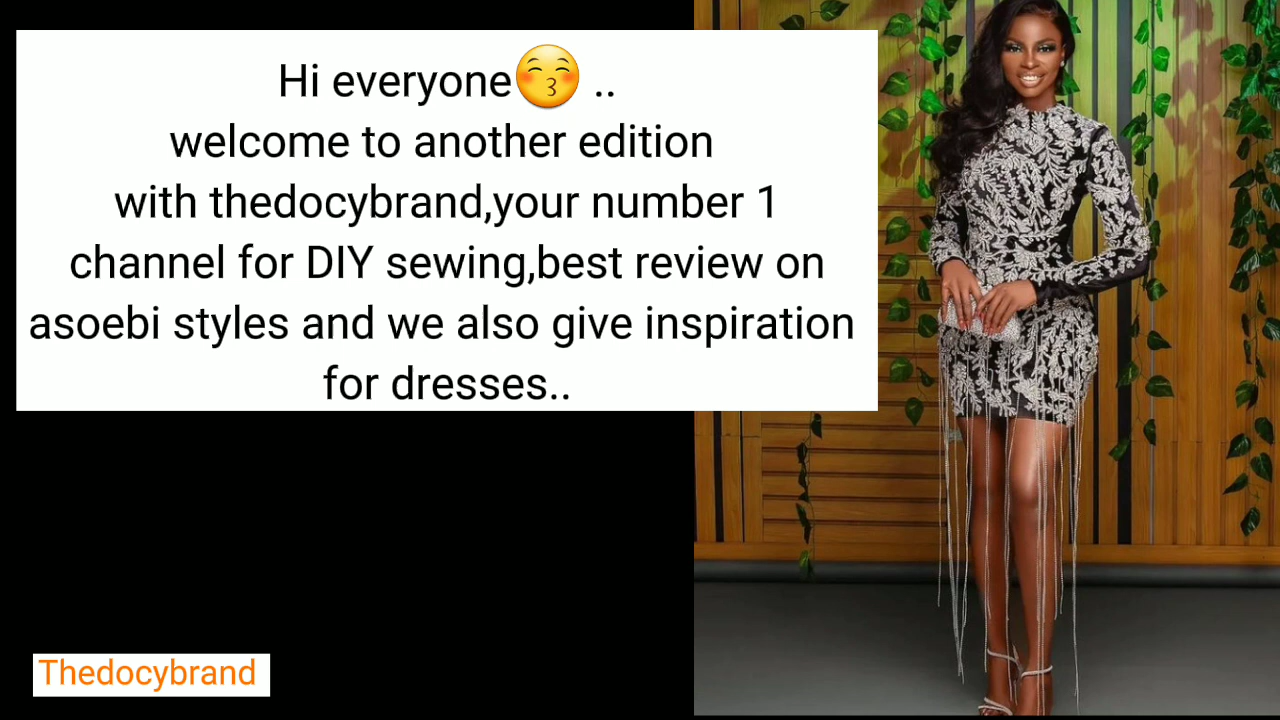 Hi everyone😚 ..
welcome to another edition
with thedocybrand,your number 1
channel for DIY sewing,best review on
asoebi styles and we also give inspiration
for dresses..
Thedocybrand